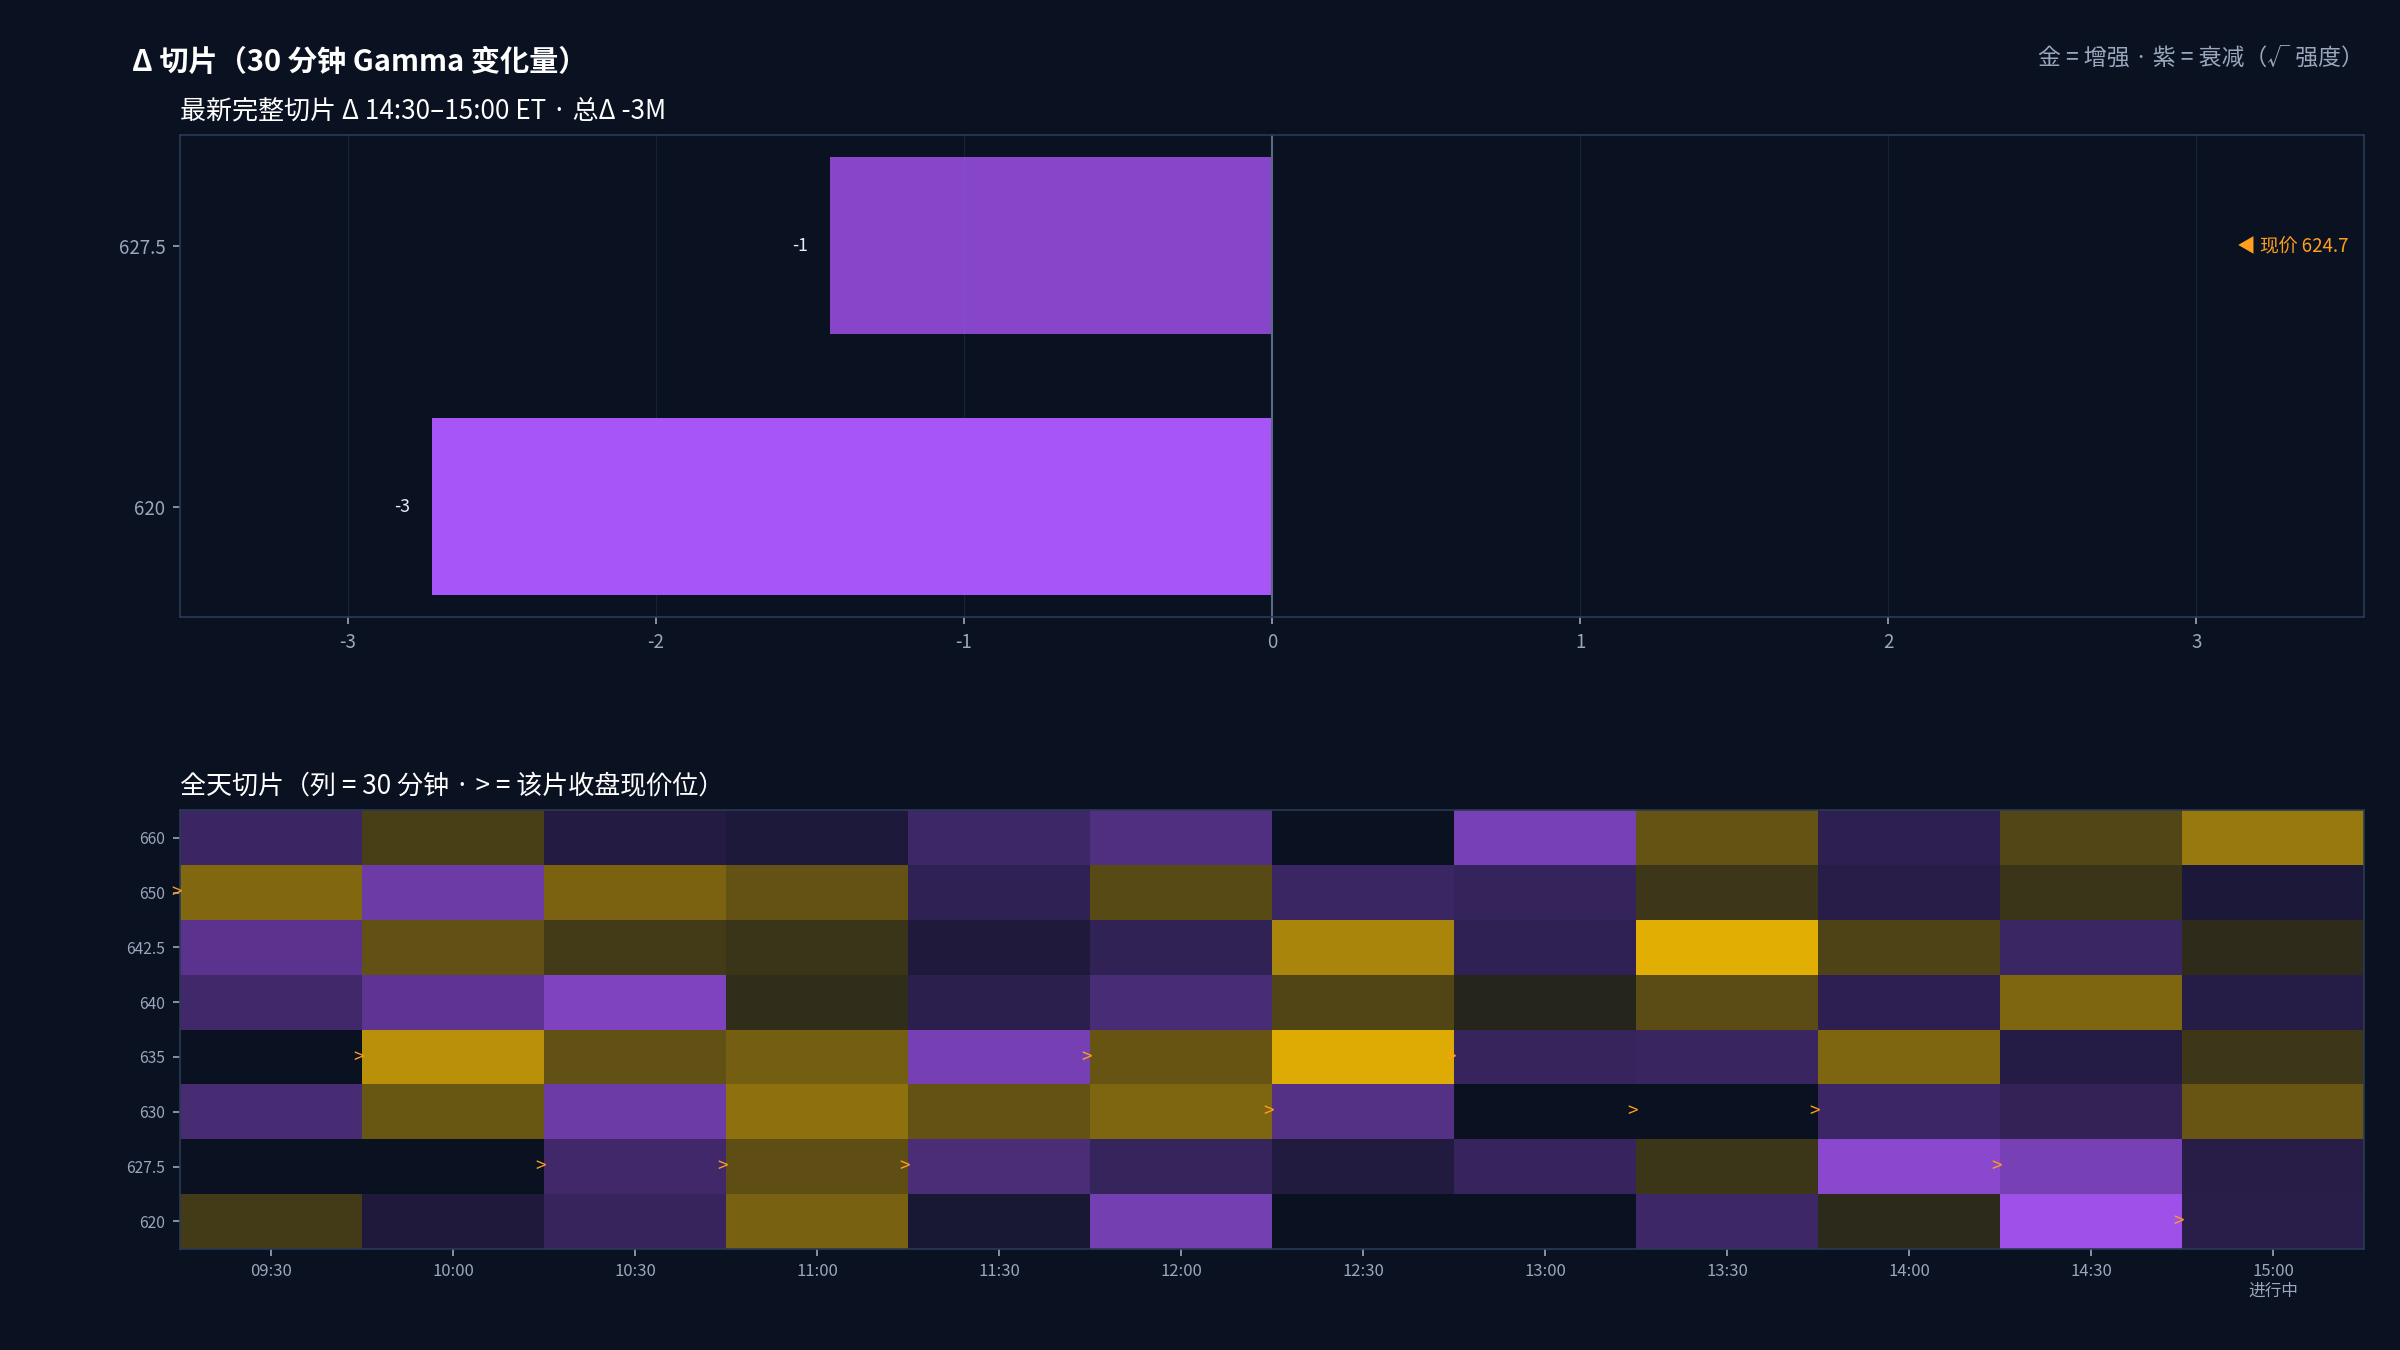 Δ 切片（30 分钟 Gamma 变化量）
金 = 增强 · 紫 = 衰减（√ 强度）
最新完整切片 Δ 14:30–15:00 ET · 总Δ -3M
627.5
-1
◀ 现价 624.7
620
-3
-3 -2 -1 0 1 2 3
全天切片（列 = 30 分钟 · > = 该片收盘现价位）
660
650 >
642.5
640
635 > > >
630 > > >
627.5 > > > >
620 >
09:30 10:00 10:30 11:00 11:30 12:00 12:30 13:00 13:30 14:00 14:30 15:00
进行中